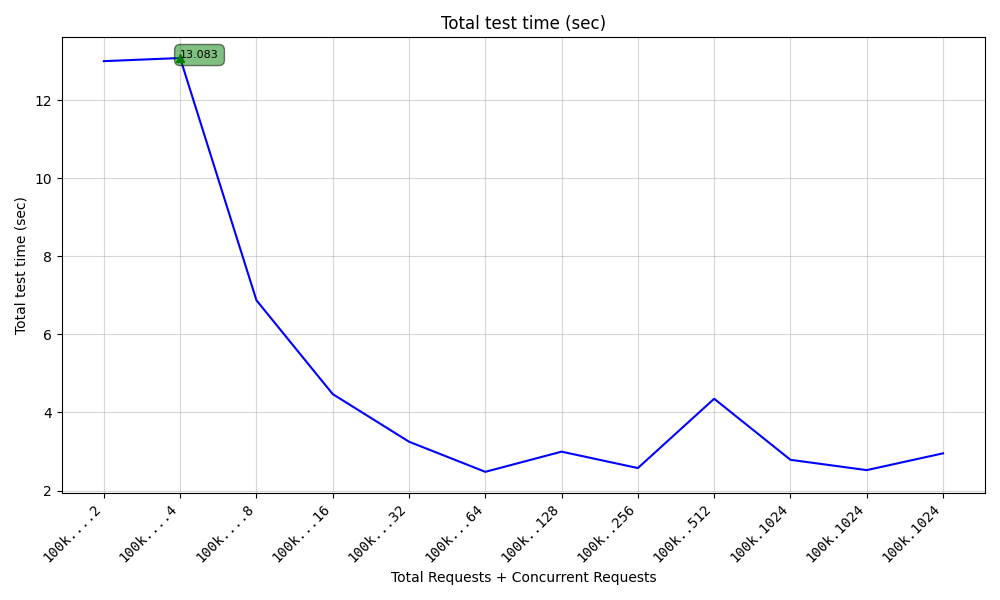 Total test time (sec)
13.083
Total test time (sec)
12
10
8
6
4
2
100k....2
100k....4
100k....8
100k...16
100k...32
100k...64
100k..128
100k..256
100k..512
100k.1024
100k.1024
100k.1024
Total Requests + Concurrent Requests